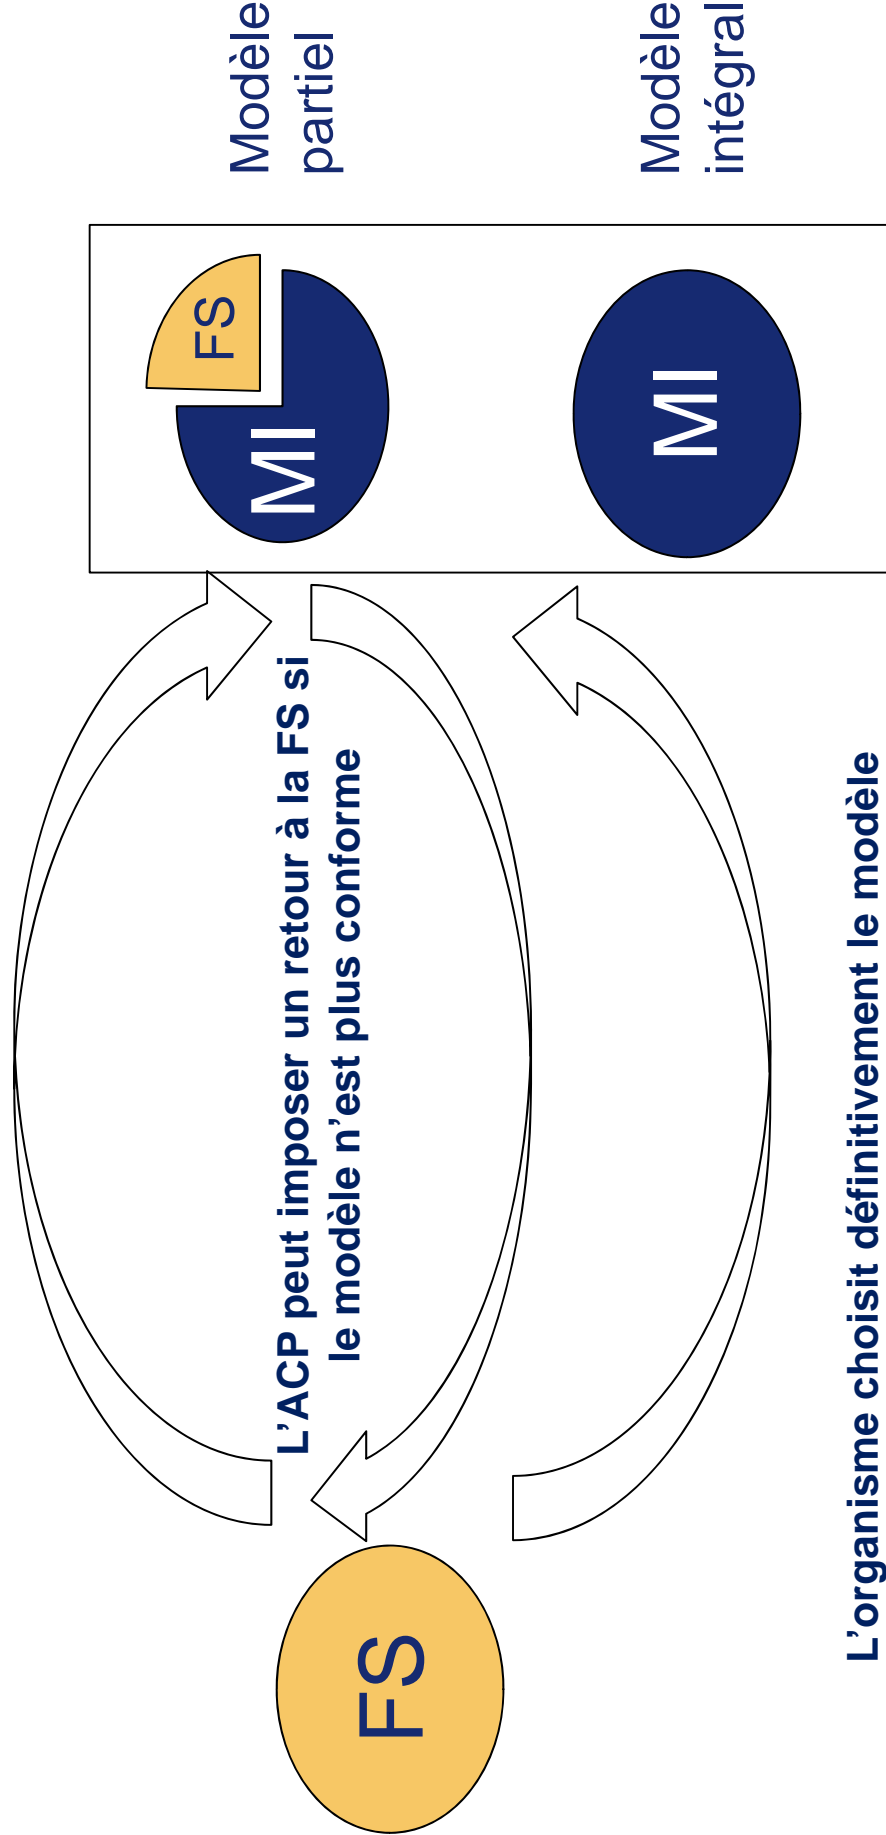 FS
L’ACP peut imposer un retour à la FS si
le modèle n’est plus conforme
MI
FS
Modèle
partiel
MI
Modèle
intégral
L’organisme choisit définitivement le modèle